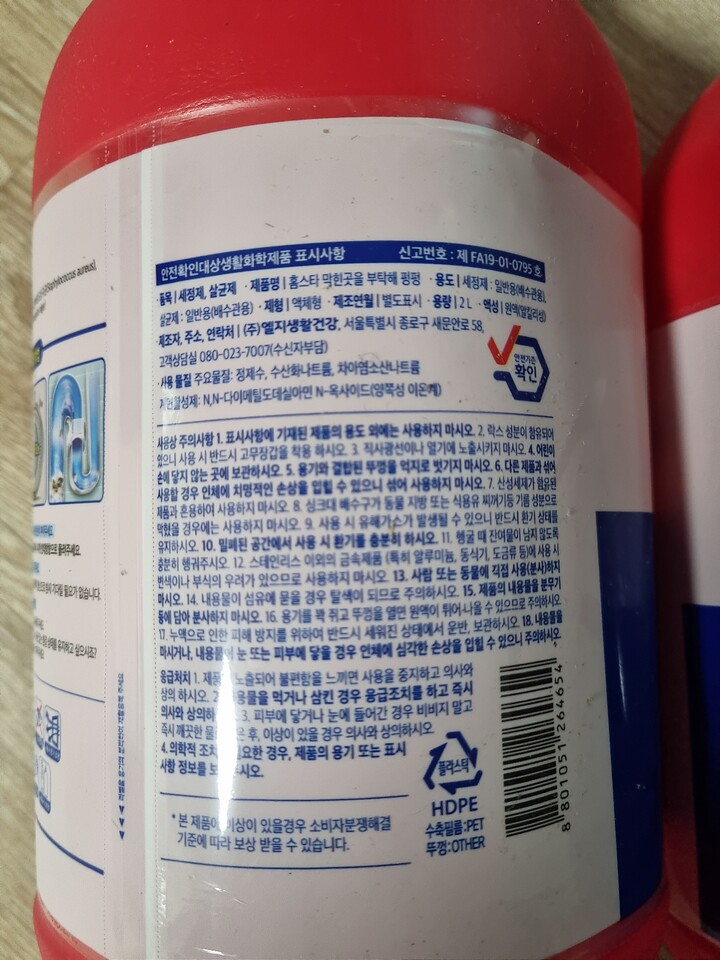 phylococcus aureus),
안전확인대상생활화학제품 표시사항 신고번호 : 제 FA19-01-0795 호
·품목 | 세정제, 살균제 ·제품명 | 홈스타 막힌곳을 부탁해 펑펑 ·용도 | 세정제 : 일반용(배수관용),
살균제 : 일반용(배수관용) ·제형 | 액체형 ·제조연월 | 별도표시 ·용량 | 2 L ·액성 | 원액(알칼리성)
·제조자, 주소, 연락처 | (주)엘지생활건강, 서울특별시 종로구 새문안로 58,
고객상담실 080-023-7007(수신자부담)
·사용 물질 주요물질: 정제수, 수산화나트륨, 차아염소산나트륨
계면활성제: N,N-다이메틸도데실아민 N-옥사이드(양쪽성 이온계)
안전기준
확인
사용상 주의사항 1. 표시사항에 기재된 제품의 용도 외에는 사용하지 마시오. 2. 락스 성분이 함유되어
있으니 사용 시 반드시 고무장갑을 착용 하시오. 3. 직사광선이나 열기에 노출시키지 마시오. 4. 어린이
손에 닿지 않는 곳에 보관하시오. 5. 용기와 결합된 뚜껑을 억지로 벗기지 마시오. 6. 다른 제품과 섞어
사용할 경우 인체에 치명적인 손상을 입힐 수 있으니 섞어 사용하지 마시오. 7. 산성세제가 함유된
제품과 혼용하여 사용하지 마시오. 8. 싱크대 배수구가 동물 지방 또는 식용유 찌꺼기등 기름 성분으로
막혔을 경우에는 사용하지 마시오. 9. 사용 시 유해가스가 발생될 수 있으니 반드시 환기 상태를
유지하시오. 10. 밀폐된 공간에서 사용 시 환기를 충분히 하시오. 11. 헹굴 때 잔여물이 남지 않도록
충분히 헹궈주시오. 12. 스테인리스 이외의 금속제품 (특히 알루미늄, 동식기, 도금류 등)에 사용 시
변색이나 부식의 우려가 있으므로 사용하지 마시오. 13. 사람 또는 동물에 직접 사용(분사)하지
마시오. 14. 내용물이 섬유에 묻을 경우 탈색이 되므로 주의하시오. 15. 제품의 내용물을 분무기
등에 담아 분사하지 마시오. 16. 용기를 꽉 쥐고 뚜껑을 열면 원액이 튀어나올 수 있으므로 주의하시오.
17. 누액으로 인한 피해 방지를 위하여 반드시 세워진 상태에서 운반, 보관하시오. 18. 내용물을
마시거나, 내용물이 눈 또는 피부에 닿을 경우 인체에 심각한 손상을 입힐 수 있으니 주의하시오.
응급처치 1. 제품 노출되어 불편함을 느끼면 사용을 중지하고 의사와
상의 하시오. 2. 용물을 먹거나 삼킨 경우 응급조치를 하고 즉시
의사와 상의하 3. 피부에 닿거나 눈에 들어간 경우 비비지 말고
즉시 깨끗한 물 은 후, 이상이 있을 경우 의사와 상의하시오.
4. 의학적 조치 요한 경우, 제품의 용기 또는 표시
사항 정보를 보 시오.
* 본 제품에 이상이 있을경우 소비자분쟁해결
기준에 따라 보상 받을 수 있습니다.
플라스틱
HDPE
수축필름:PET
뚜껑:OTHER
8 801051 264654
로 돌려주세요.
기다릴 필요가 없습니다.
상태를 유지하고 싶으시죠?